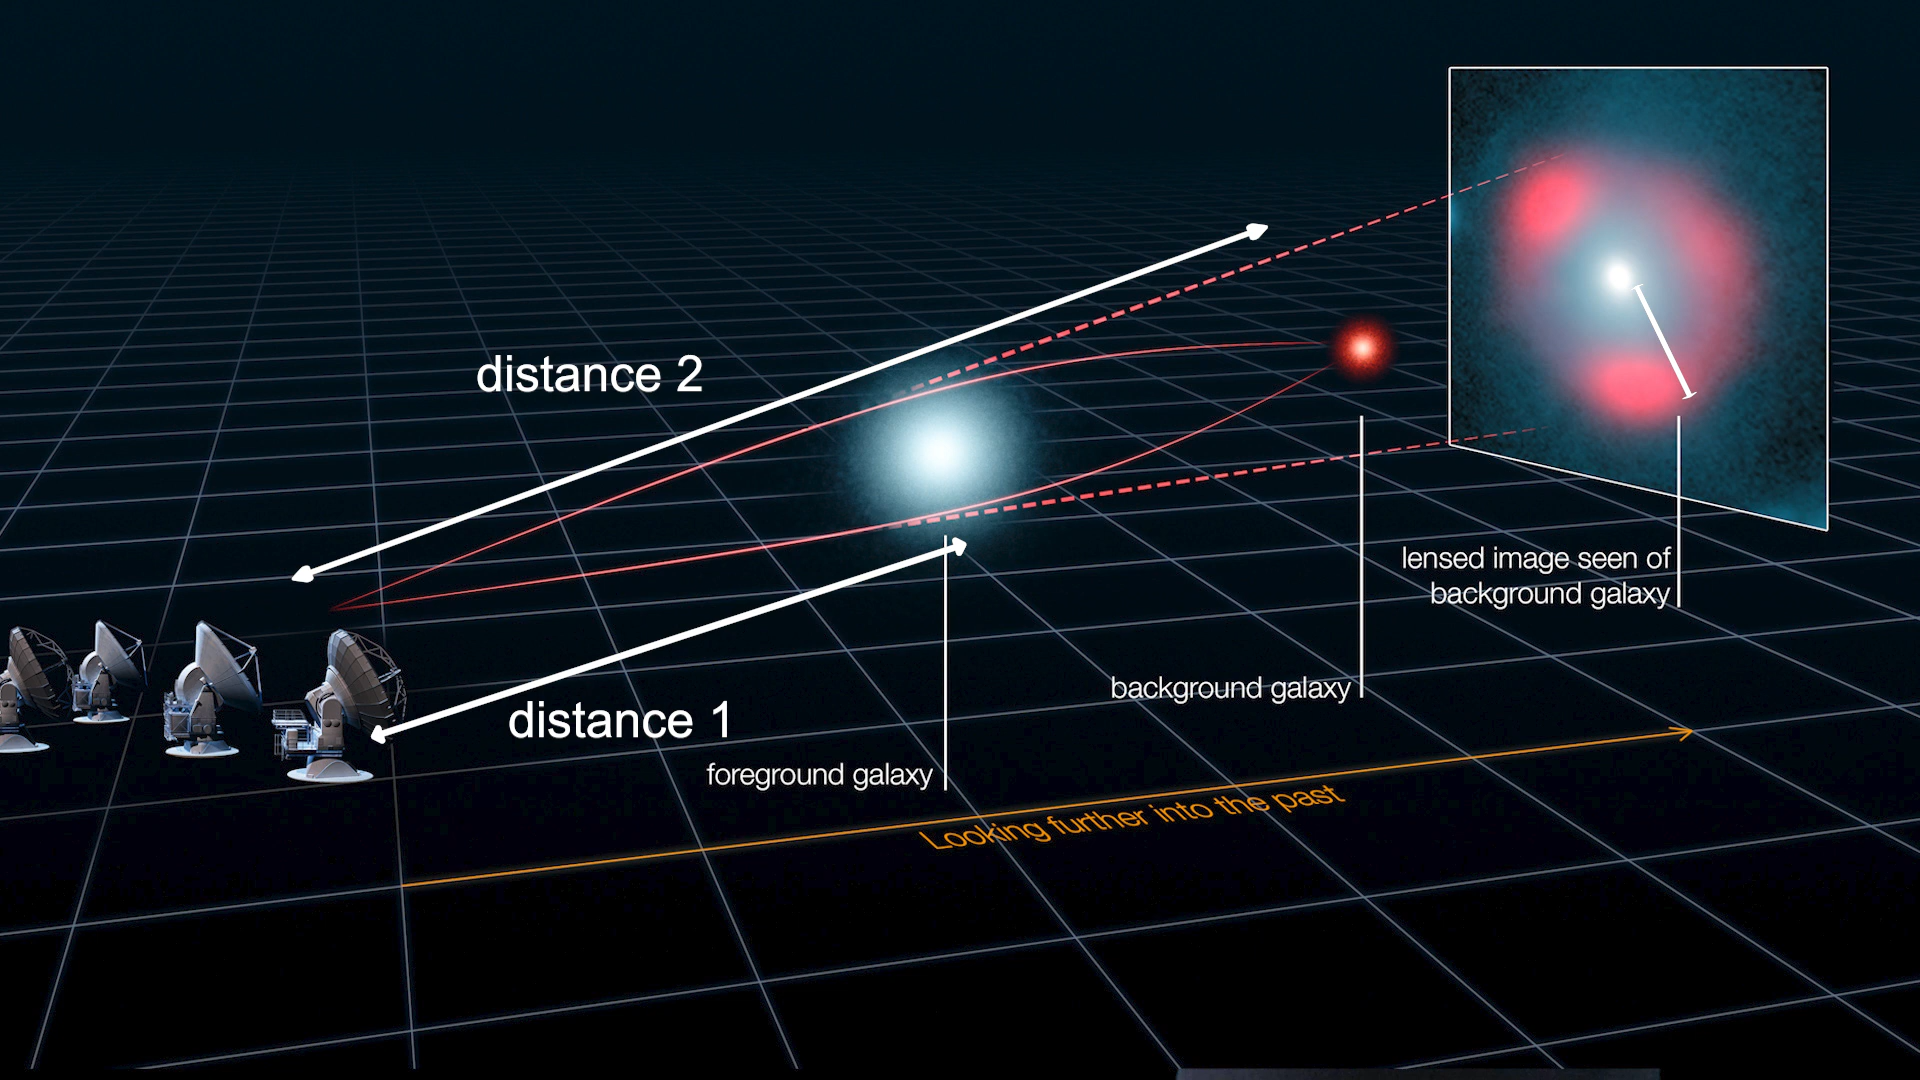 distance 2
distance 1
foreground galaxy
background galaxy
lensed image seen of
background galaxy
Looking further into the past